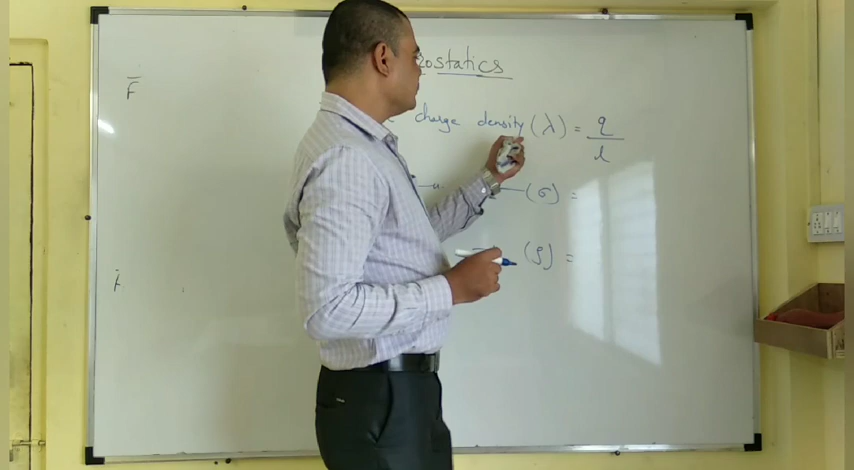 ostatics
F̅
charge density (λ) = q/l
— (σ) =
(ρ) =